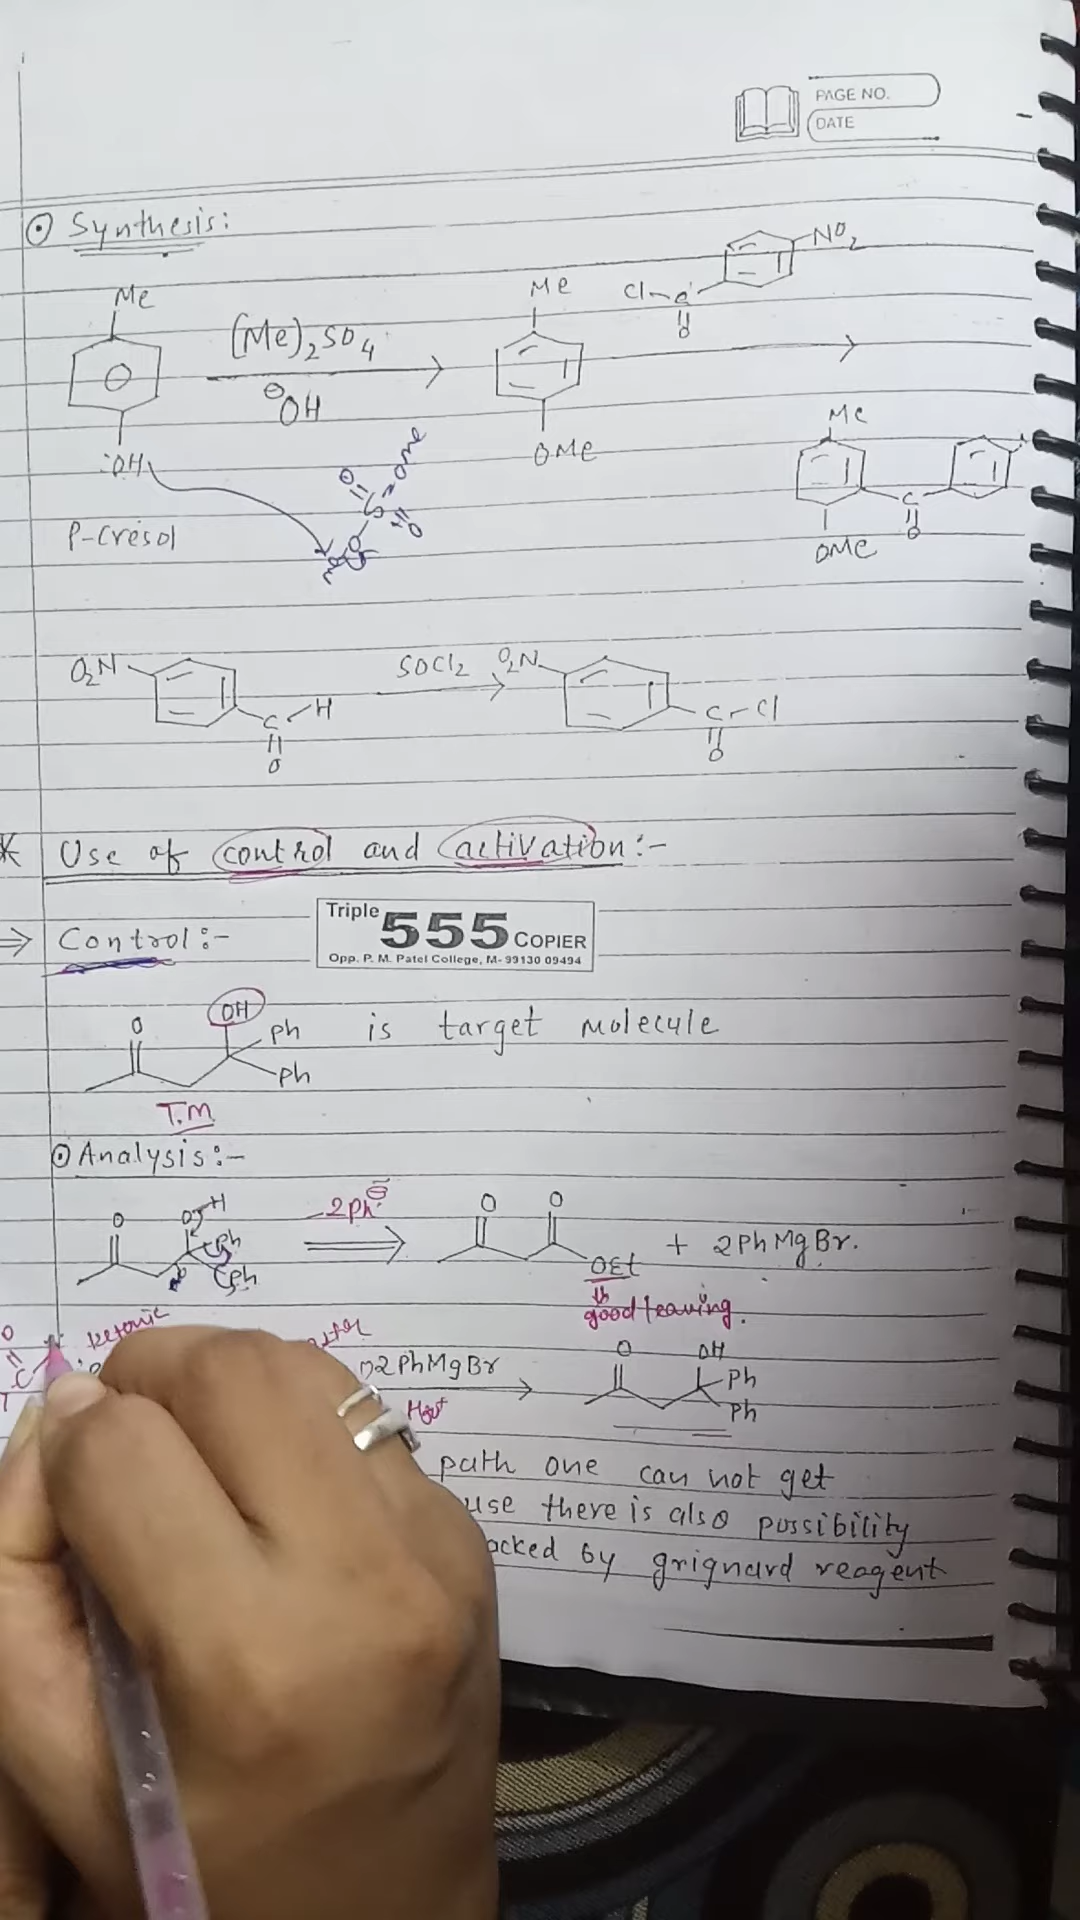 PAGE NO.
DATE
Synthesis:
Me
(Me)₂SO₄
⊖OH
:OH
P-Cresol
O
S
OMe
O
O
Me
Me
OMe
Cl-C
O
NO₂
Me
OMe
C
O
O₂N
C-H
O
SOCl₂
O₂N
C-Cl
O
* Use of control and activation :-
⇒ Control :-
Triple 555 COPIER
Opp. P. M. Patel College, M- 99130 09494
O
OH
Ph
Ph
is target molecule
T.M
Analysis :-
O
O-H
Ph
Ph
-2Ph⊖
O
O
OEt
+ 2PhMgBr.
good leaving.
ketonic
O
C
2PhMgBr
O
OH
Ph
Ph
path one can not get
use there is also possibility
acked by grignard reagent